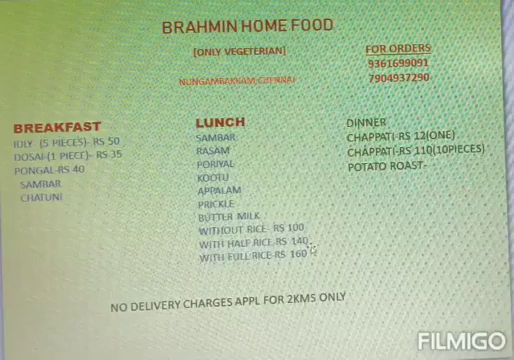 BRAHMIN HOME FOOD
[ONLY VEGETERIAN]
FOR ORDERS
9361699091
7904937290
NUNGAMBAKKAM, CHENNAI
BREAKFAST
IDLY (5 PIECES)- RS 50
DOSAI-(1 PIECE)- RS 35
PONGAL-RS 40
SAMBAR
CHATUNI
LUNCH
SAMBAR
RASAM
PORIYAL
KOOTU
APPALAM
PRICKLE
BUTTER MILK
WITHOUT RICE- RS 100
WITH HALF RICE-RS 140
WITH FULL RICE-RS 160
DINNER
CHAPPATI-RS 12(ONE)
CHAPPATI-RS 110(10PIECES)
POTATO ROAST-
NO DELIVERY CHARGES APPL FOR 2KMS ONLY
FILMIGO